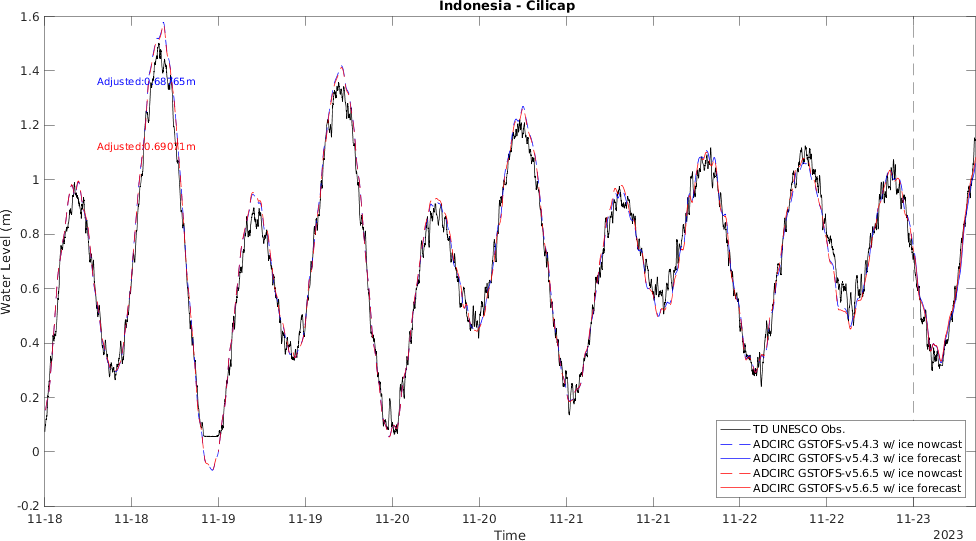 Indonesia - Cilicap
1.6
1.4
1.2
1
0.8
0.6
0.4
0.2
0
-0.2
Water Level (m)
Adjusted:0.68765m
Adjusted:0.69011m
TD UNESCO Obs.
ADCIRC GSTOFS-v5.4.3 w/ ice nowcast
ADCIRC GSTOFS-v5.4.3 w/ ice forecast
ADCIRC GSTOFS-v5.6.5 w/ ice nowcast
ADCIRC GSTOFS-v5.6.5 w/ ice forecast
11-18 11-18 11-19 11-19 11-20 11-20 11-21 11-21 11-22 11-22 11-23
Time
2023